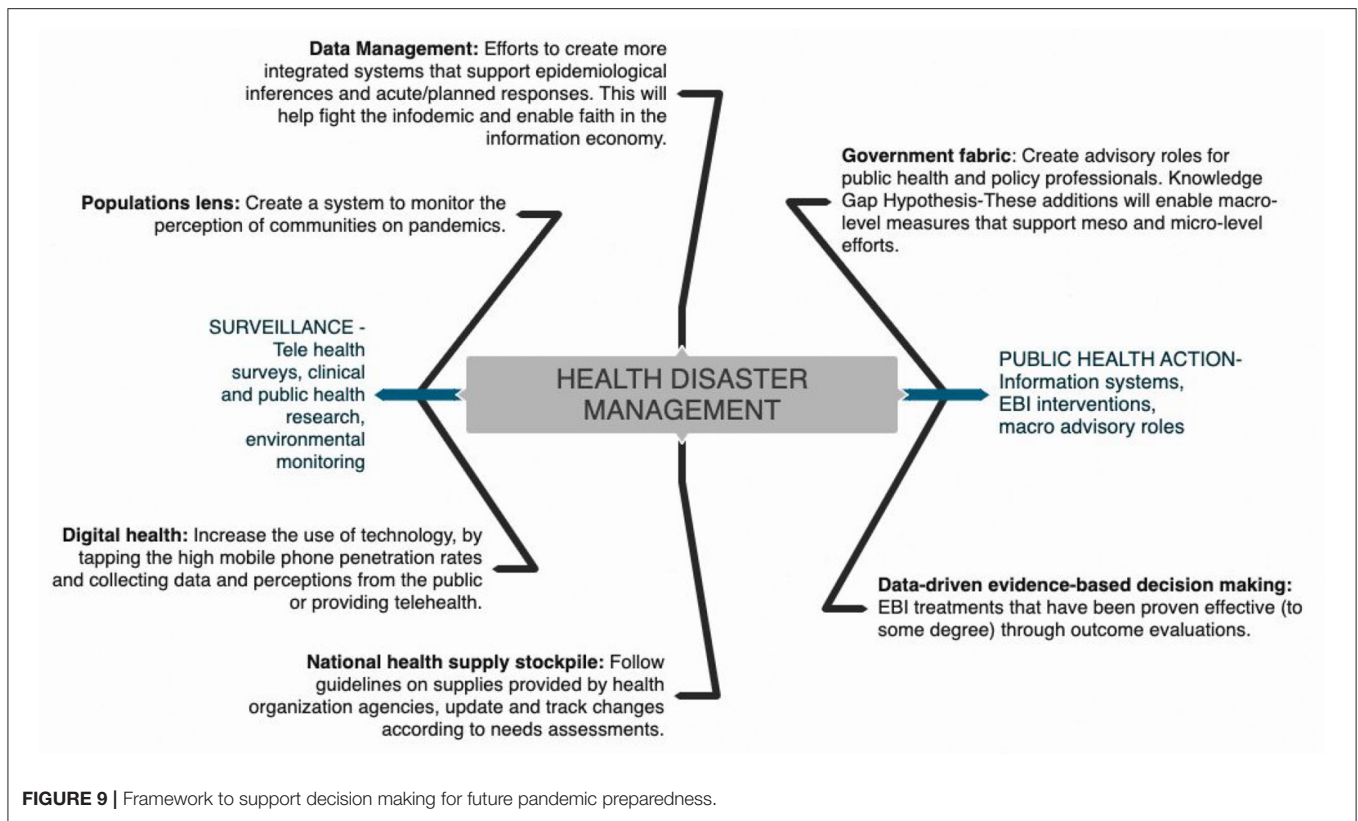 Data Management: Efforts to create more
integrated systems that support epidemiological
inferences and acute/planned responses. This will
help fight the infodemic and enable faith in the
information economy.
Government fabric: Create advisory roles for
public health and policy professionals. Knowledge
Gap Hypothesis-These additions will enable macro-
level measures that support meso and micro-level
efforts.
Populations lens: Create a system to monitor the
perception of communities on pandemics.
SURVEILLANCE -
Tele health
surveys, clinical
and public health
research,
environmental
monitoring
HEALTH DISASTER
MANAGEMENT
PUBLIC HEALTH ACTION-
Information systems,
EBI interventions,
macro advisory roles
Digital health: Increase the use of technology, by
tapping the high mobile phone penetration rates
and collecting data and perceptions from the public
or providing telehealth.
Data-driven evidence-based decision making:
EBI treatments that have been proven effective (to
some degree) through outcome evaluations.
National health supply stockpile: Follow
guidelines on supplies provided by health
organization agencies, update and track changes
according to needs assessments.
FIGURE 9 | Framework to support decision making for future pandemic preparedness.